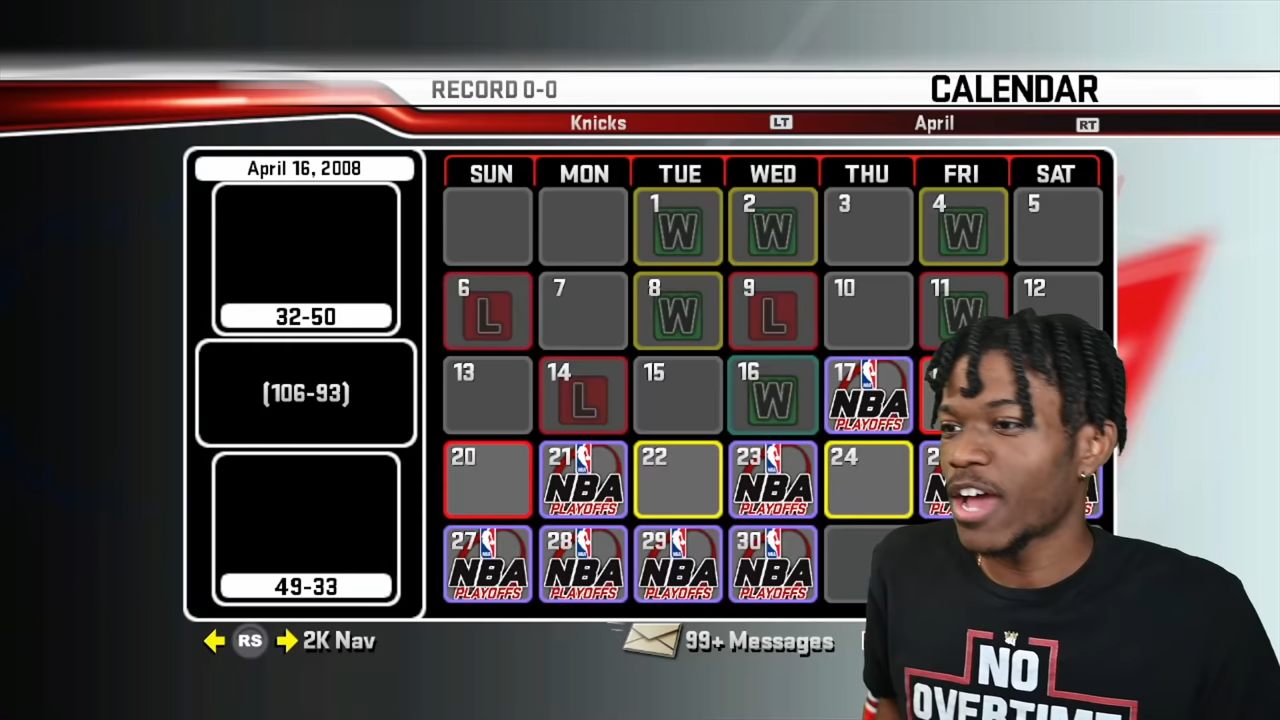 RECORD 0-0
CALENDAR
Knicks LT April RT
April 16, 2008
SUN MON TUE WED THU FRI SAT
1 W 2 W 3 4 W 5
32-50
6 L 7 8 W 9 L 10 11 W 12
(106-93)
13 14 L 15 16 W 17 NBA PLAYOFFS
20 21 NBA PLAYOFFS 22 23 NBA PLAYOFFS 24
49-33
27 NBA PLAYOFFS 28 NBA PLAYOFFS 29 NBA PLAYOFFS 30 NBA PLAYOFFS
RS 2K Nav 99+ Messages
NO
OVERTIME